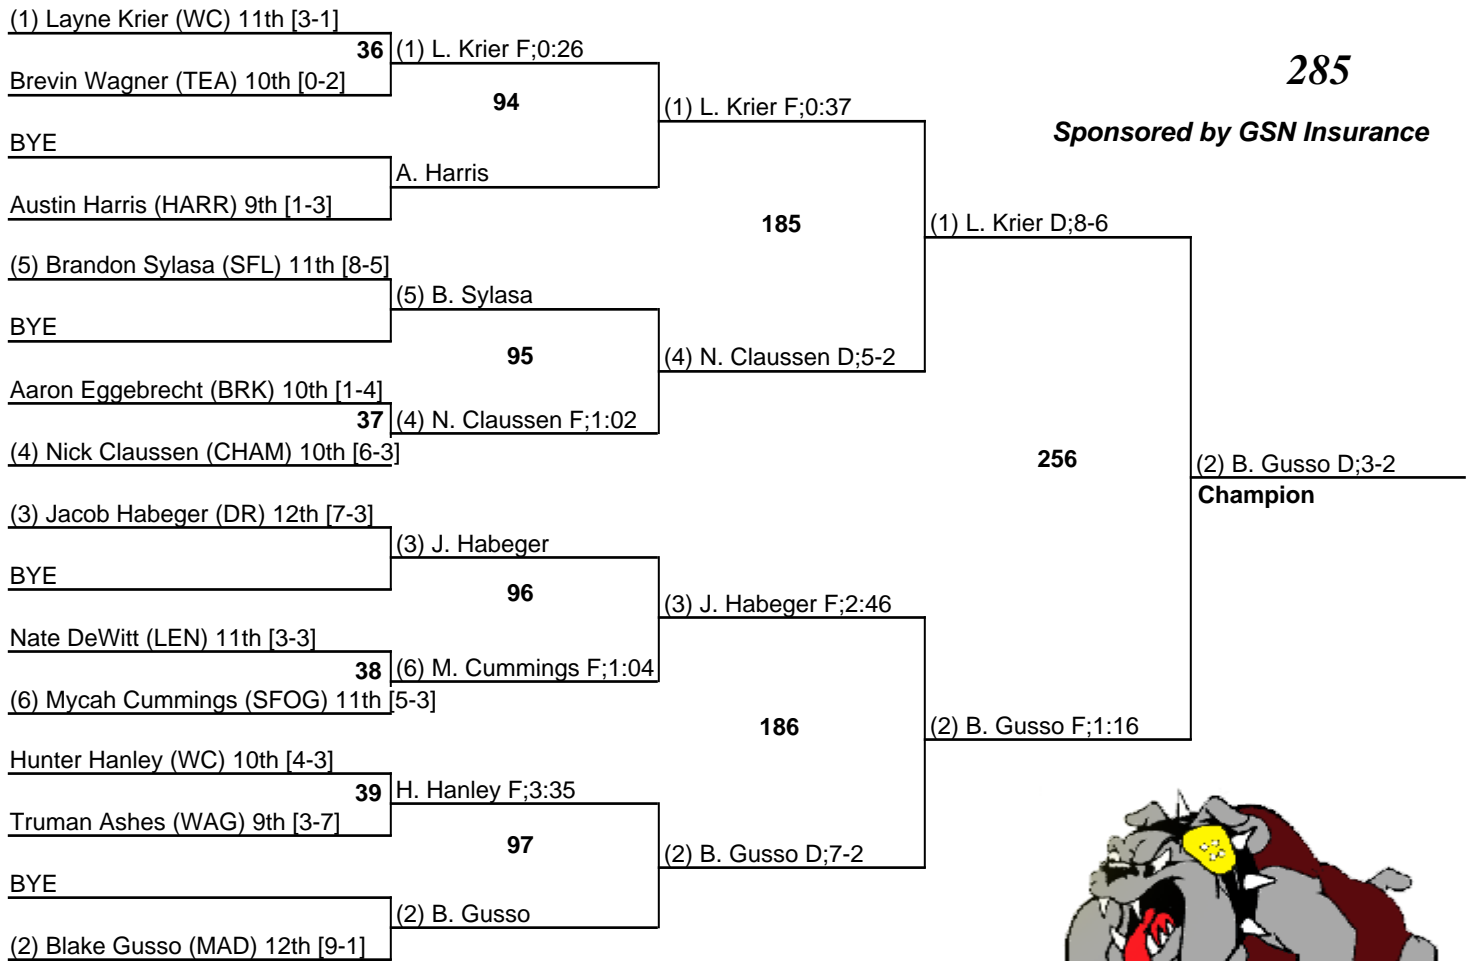 (1) Layne Krier (WC) 11th [3-1]
36
(1) L. Krier F;0:26
Brevin Wagner (TEA) 10th [0-2]
94
(1) L. Krier F;0:37
BYE
A. Harris
Austin Harris (HARR) 9th [1-3]
185
(1) L. Krier D;8-6
(5) Brandon Sylasa (SFL) 11th [8-5]
(5) B. Sylasa
BYE
95
(4) N. Claussen D;5-2
Aaron Eggebrecht (BRK) 10th [1-4]
37
(4) N. Claussen F;1:02
(4) Nick Claussen (CHAM) 10th [6-3]
256
(2) B. Gusso D;3-2
Champion
(3) Jacob Habeger (DR) 12th [7-3]
(3) J. Habeger
BYE
96
(3) J. Habeger F;2:46
Nate DeWitt (LEN) 11th [3-3]
38
(6) M. Cummings F;1:04
(6) Mycah Cummings (SFOG) 11th [5-3]
186
(2) B. Gusso F;1:16
Hunter Hanley (WC) 10th [4-3]
39
H. Hanley F;3:35
Truman Ashes (WAG) 9th [3-7]
97
(2) B. Gusso D;7-2
BYE
(2) B. Gusso
(2) Blake Gusso (MAD) 12th [9-1]
285
Sponsored by GSN Insurance